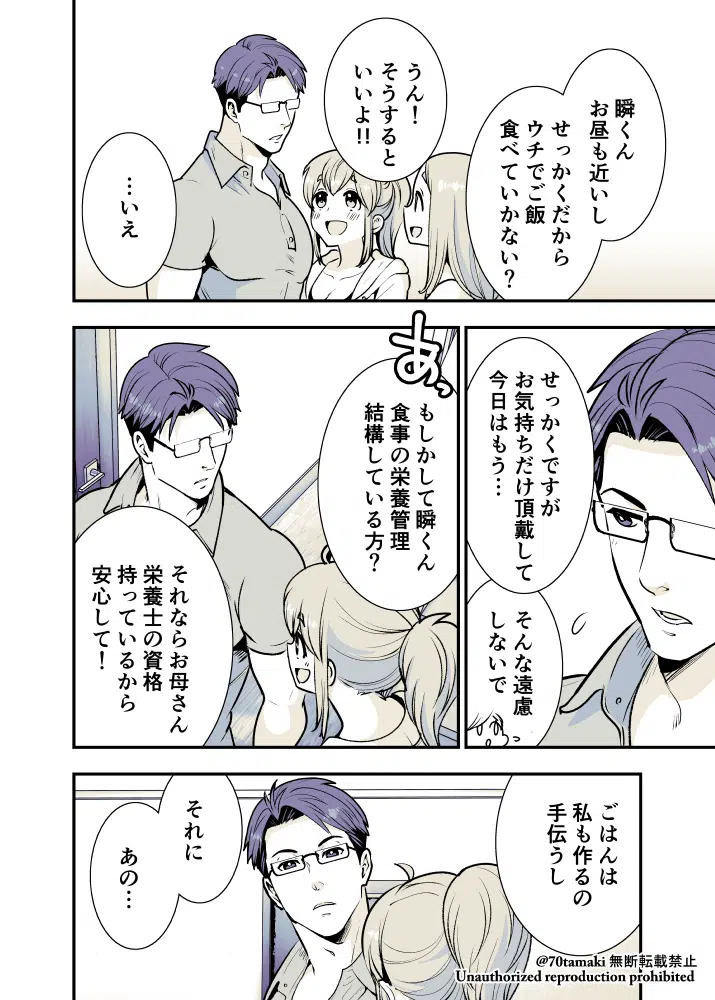 瞬くん
お昼も近いし
せっかくだから
ウチでご飯
食べていかない？
うん！
そうすると
いいよ!!
…いえ
せっかくですが
お気持ちだけ頂戴して
今日はもう…
そんな遠慮
しないで
あっ
もしかして瞬くん
食事の栄養管理
結構している方？
それならお母さん
栄養士の資格
持っているから
安心して！
ごはんは
私も作るの
手伝うし
それに
あの…
@70tamaki 無断転載禁止
Unauthorized reproduction prohibited